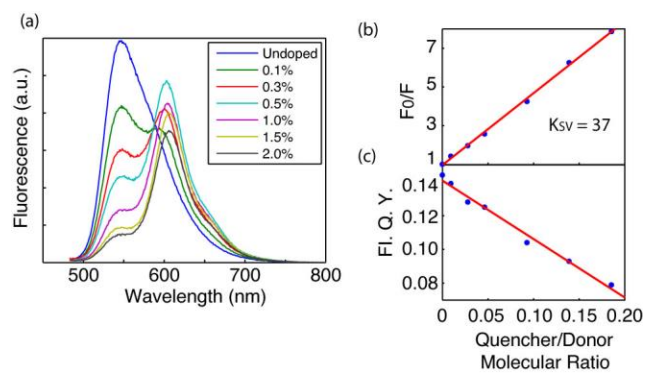 (a)
Fluorescence (a.u.)
Undoped
0.1%
0.3%
0.5%
1.0%
1.5%
2.0%
500
600
700
800
Wavelength (nm)
(b)
F0/F
7
5
3
1
KSV = 37
(c)
Fl. Q. Y.
0.14
0.12
0.10
0.08
0
0.05
0.10
0.15
0.20
Quencher/Donor
Molecular Ratio